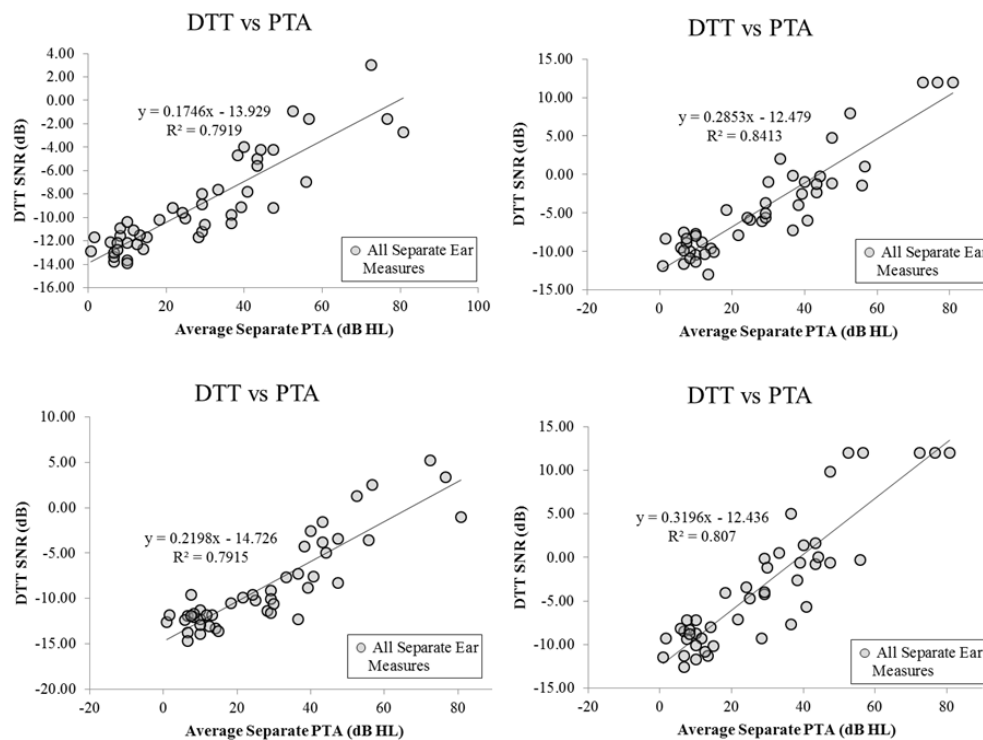 DTT vs PTA
4.00
2.00
0.00
-2.00
-4.00
-6.00
-8.00
-10.00
-12.00
-14.00
-16.00
DTT SNR (dB)
y = 0.1746x - 13.929
R² = 0.7919
All Separate Ear
Measures
0 20 40 60 80 100
Average Separate PTA (dB HL)
DTT vs PTA
15.00
10.00
5.00
0.00
-5.00
-10.00
-15.00
DTT SNR (dB)
y = 0.2853x - 12.479
R² = 0.8413
All Separate Ear
Measures
-20 0 20 40 60 80
Average Separate PTA (dB HL)
DTT vs PTA
10.00
5.00
0.00
-5.00
-10.00
-15.00
-20.00
DTT SNR (dB)
y = 0.2198x - 14.726
R² = 0.7915
All Separate Ear
Measures
-20 0 20 40 60 80
Average Separate PTA (dB HL)
DTT vs PTA
15.00
10.00
5.00
0.00
-5.00
-10.00
-15.00
DTT SNR (dB)
y = 0.3196x - 12.436
R² = 0.807
All Separate Ear
Measures
-20 0 20 40 60 80
Average Separate PTA (dB HL)